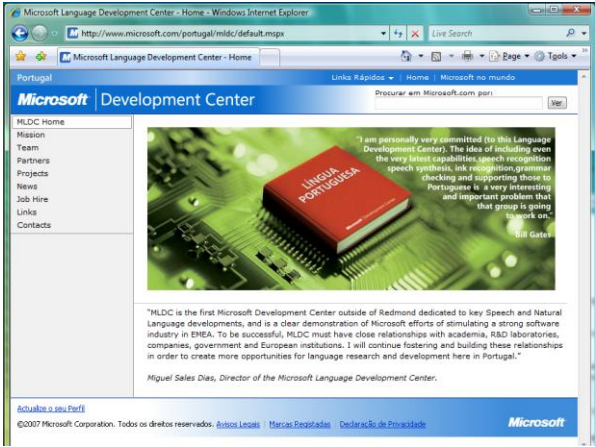 Microsoft Language Development Center - Home - Windows Internet Explorer
http://www.microsoft.com/portugal/mldc/default.mspx
Live Search
Microsoft Language Development Center - Home
Page
Tools
Portugal
Links Rápidos
Home
Microsoft no mundo
Microsoft Development Center
Procurar em Microsoft.com por:
Ver
MLDC Home
Mission
Team
Partners
Projects
News
Job Hire
Links
Contacts
LÍNGUA
PORTUGUESA
Microsoft
"I am personally very committed (to this Language
Development Center). The idea of including even
the very latest capabilities,speech recognition
speech synthesis, ink recognition,grammar
checking and supporting those to
Portuguese is a very interesting
and important problem that
that group is going
to work on."
Bill Gates
"MLDC is the first Microsoft Development Center outside of Redmond dedicated to key Speech and Natural
Language developments, and is a clear demonstration of Microsoft efforts of stimulating a strong software
industry in EMEA. To be successful, MLDC must have close relationships with academia, R&D laboratories,
companies, government and European institutions. I will continue fostering and building these relationships
in order to create more opportunities for language research and development here in Portugal."
Miguel Sales Dias, Director of the Microsoft Language Development Center.
Actualize o seu Perfil
©2007 Microsoft Corporation. Todos os direitos reservados. Avisos Legais | Marcas Registadas | Declaração de Privacidade
Microsoft